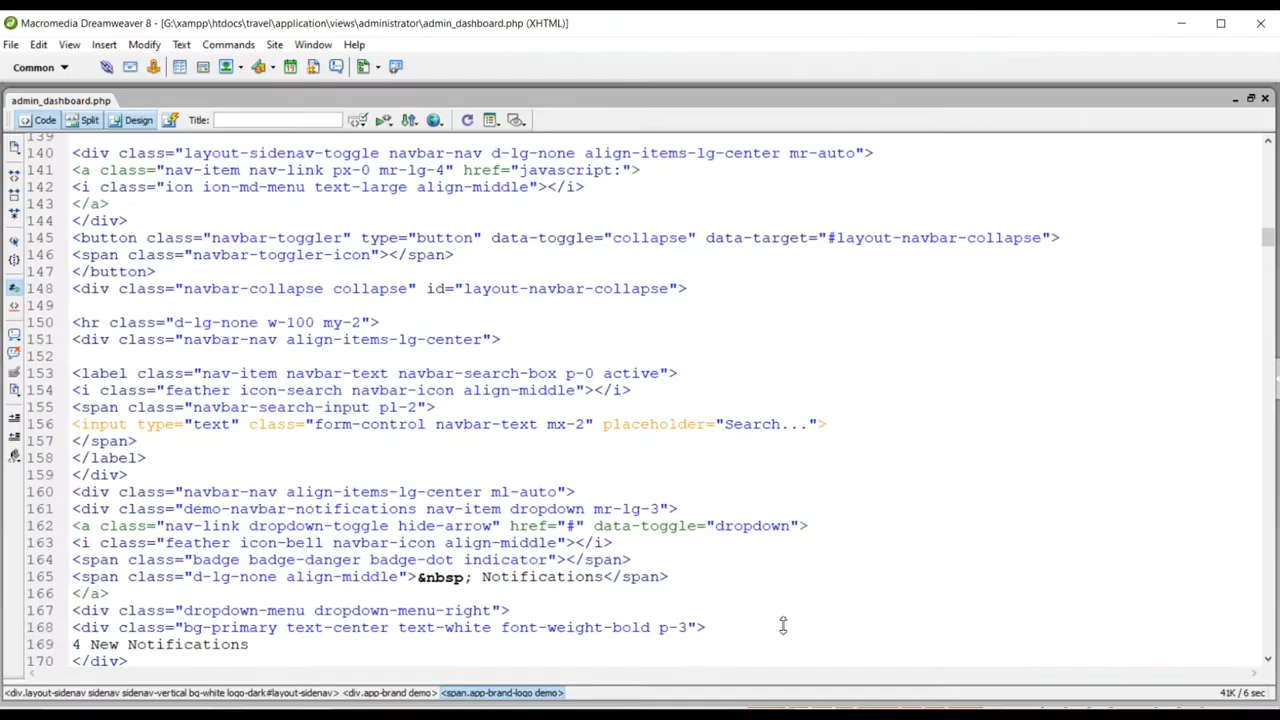 Macromedia Dreamweaver 8 - [G:\xampp\htdocs\travel\application\views\administrator\admin_dashboard.php (XHTML)]
File Edit View Insert Modify Text Commands Site Window Help
Common
admin_dashboard.php
Code Split Design Title:
139
140 <div class="layout-sidenav-toggle navbar-nav d-lg-none align-items-lg-center mr-auto">
141 <a class="nav-item nav-link px-0 mr-lg-4" href="javascript:">
142 <i class="ion ion-md-menu text-large align-middle"></i>
143 </a>
144 </div>
145 <button class="navbar-toggler" type="button" data-toggle="collapse" data-target="#layout-navbar-collapse">
146 <span class="navbar-toggler-icon"></span>
147 </button>
148 <div class="navbar-collapse collapse" id="layout-navbar-collapse">
149
150 <hr class="d-lg-none w-100 my-2">
151 <div class="navbar-nav align-items-lg-center">
152
153 <label class="nav-item navbar-text navbar-search-box p-0 active">
154 <i class="feather icon-search navbar-icon align-middle"></i>
155 <span class="navbar-search-input pl-2">
156 <input type="text" class="form-control navbar-text mx-2" placeholder="Search...">
157 </span>
158 </label>
159 </div>
160 <div class="navbar-nav align-items-lg-center ml-auto">
161 <div class="demo-navbar-notifications nav-item dropdown mr-lg-3">
162 <a class="nav-link dropdown-toggle hide-arrow" href="#" data-toggle="dropdown">
163 <i class="feather icon-bell navbar-icon align-middle"></i>
164 <span class="badge badge-danger badge-dot indicator"></span>
165 <span class="d-lg-none align-middle">&nbsp; Notifications</span>
166 </a>
167 <div class="dropdown-menu dropdown-menu-right">
168 <div class="bg-primary text-center text-white font-weight-bold p-3">
169 4 New Notifications
170 </div>
<div.layout-sidenav sidenav sidenav-vertical bg-white logo-dark#layout-sidenav> <div.app-brand demo> <span.app-brand-logo demo> 41K / 6 sec